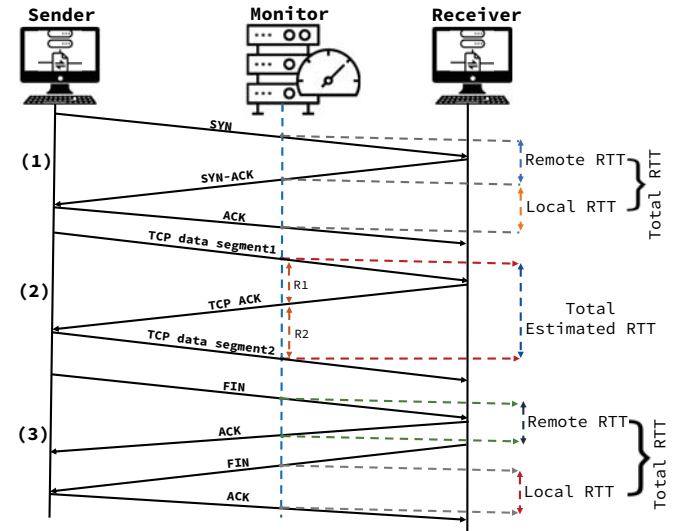 Sender
Monitor
Receiver
(1)
SYN
SYN-ACK
ACK
Remote RTT
Local RTT
Total RTT
(2)
TCP data segment1
R1
TCP ACK
R2
TCP data segment2
Total
Estimated RTT
(3)
FIN
ACK
FIN
ACK
Remote RTT
Local RTT
Total RTT